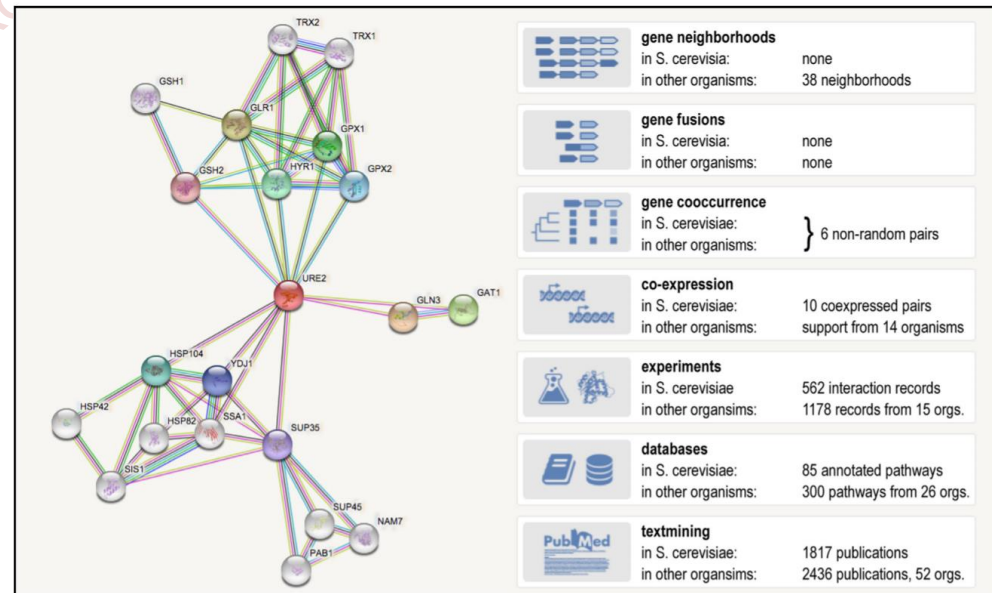 TRX2
TRX1
GSH1
GLR1
GPX1
HYR1
GPX2
GSH2
URE2
GLN3
GAT1
HSP104
YDJ1
HSP42
HSP82
SSA1
SUP35
SIS1
SUP45
NAM7
PAB1
gene neighborhoods
in S. cerevisia: none
in other organisms: 38 neighborhoods
gene fusions
in S. cerevisiae: none
in other organisms: none
gene cooccurrence
in S. cerevisiae:
in other organisms: } 6 non-random pairs
co-expression
in S. cerevisiae: 10 coexpressed pairs
in other organisms: support from 14 organisms
experiments
in S. cerevisiae 562 interaction records
in other organsims: 1178 records from 15 orgs.
databases
in S. cerevisiae: 85 annotated pathways
in other organisms: 300 pathways from 26 orgs.
PubMed
textmining
in S. cerevisiae: 1817 publications
in other organsims: 2436 publications, 52 orgs.